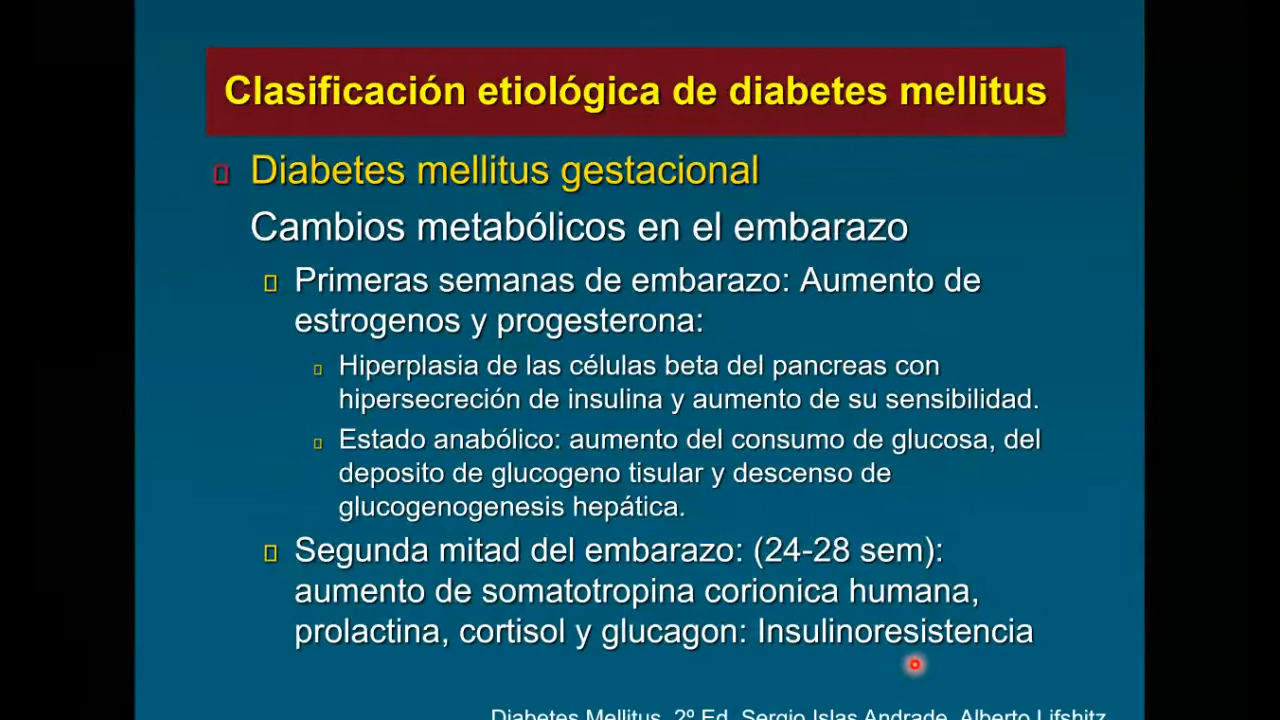 Clasificación etiológica de diabetes mellitus
Diabetes mellitus gestacional
Cambios metabólicos en el embarazo
Primeras semanas de embarazo: Aumento de
estrogenos y progesterona:
Hiperplasia de las células beta del pancreas con
hipersecreción de insulina y aumento de su sensibilidad.
Estado anabólico: aumento del consumo de glucosa, del
deposito de glucogeno tisular y descenso de
glucogenogenesis hepática.
Segunda mitad del embarazo: (24-28 sem):
aumento de somatotropina corionica humana,
prolactina, cortisol y glucagon: Insulinoresistencia
Diabetes Mellitus, 2º Ed, Sergio Islas Andrade, Alberto Lifshitz